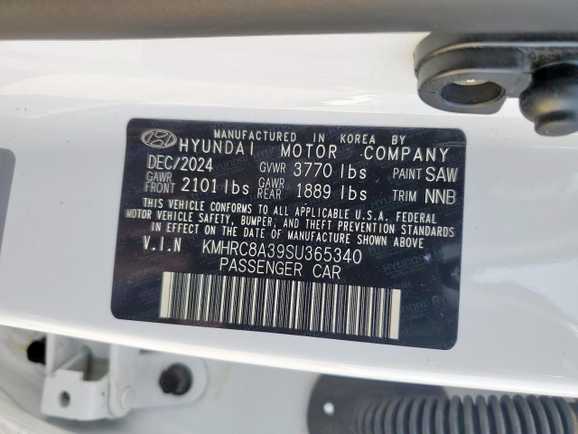 MANUFACTURED IN KOREA BY
HYUNDAI MOTOR COMPANY
DEC/2024 GVWR 3770 lbs PAINT SAW
GAWR FRONT 2101 lbs GAWR REAR 1889 lbs TRIM NNB
THIS VEHICLE CONFORMS TO ALL APPLICABLE U.S.A. FEDERAL
MOTOR VEHICLE SAFETY, BUMPER, AND THEFT PREVENTION STANDARDS
IN EFFECT ON THE DATE OF MANUFACTURE SHOWN ABOVE.
V.I.N KMHRC8A39SU365340
PASSENGER CAR